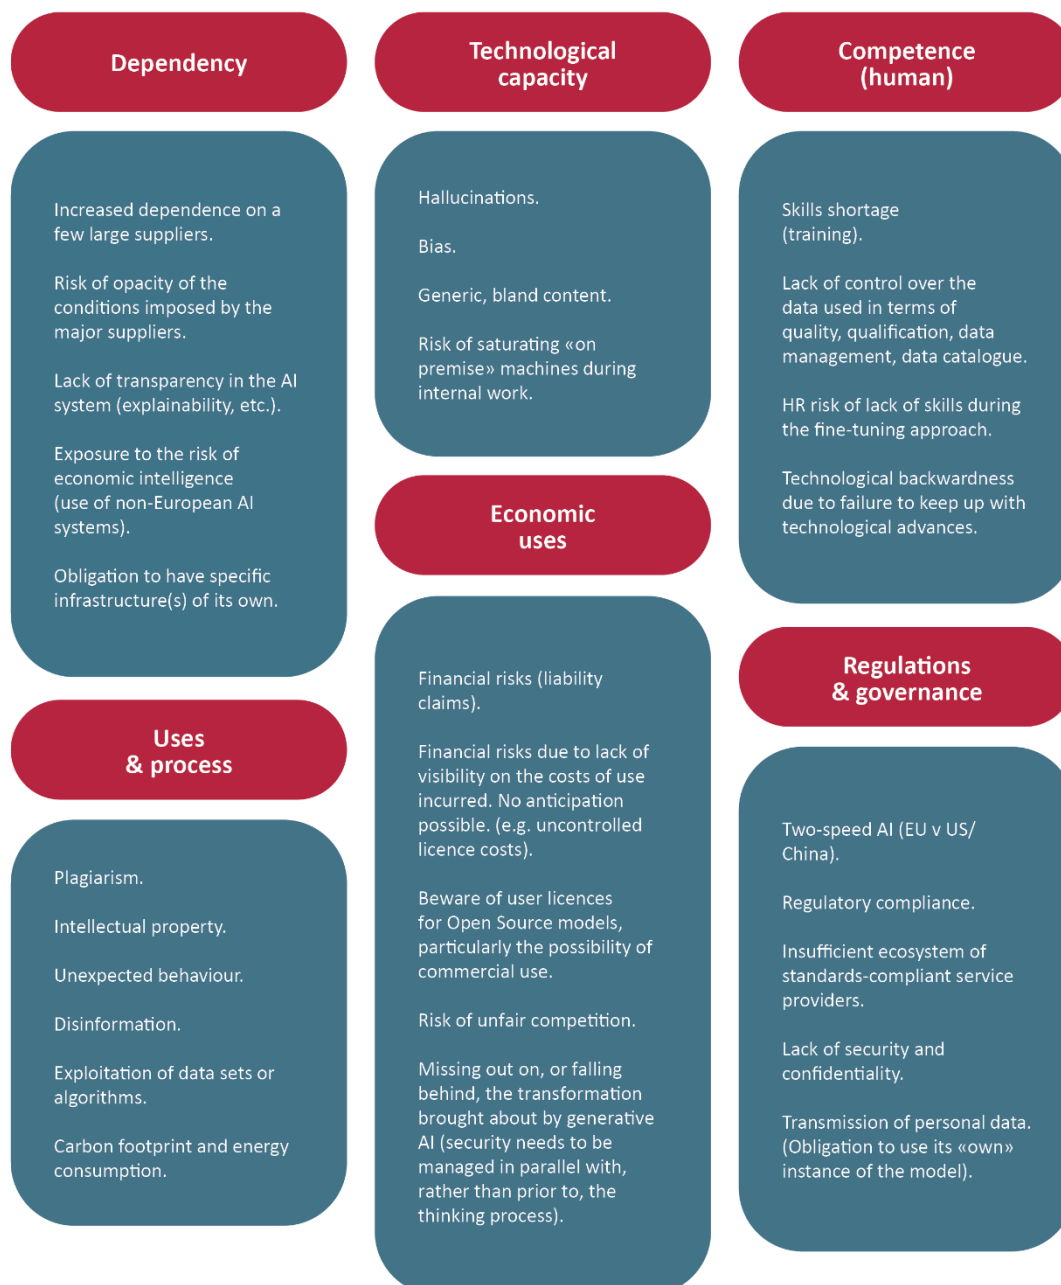 Dependency
Increased dependence on a
few large suppliers.
Risk of opacity of the
conditions imposed by the
major suppliers.
Lack of transparency in the AI
system (explainability, etc.).
Exposure to the risk of
economic intelligence
(use of non-European AI
systems).
Obligation to have specific
infrastructure(s) of its own.
Uses
& process
Plagiarism.
Intellectual property.
Unexpected behaviour.
Disinformation.
Exploitation of data sets or
algorithms.
Carbon footprint and energy
consumption.
Technological
capacity
Hallucinations.
Bias.
Generic, bland content.
Risk of saturating «on
premise» machines during
internal work.
Economic
uses
Financial risks (liability
claims).
Financial risks due to lack of
visibility on the costs of use
incurred. No anticipation
possible. (e.g. uncontrolled
licence costs).
Beware of user licences
for Open Source models,
particularly the possibility of
commercial use.
Risk of unfair competition.
Missing out on, or falling
behind, the transformation
brought about by generative
AI (security needs to be
managed in parallel with,
rather than prior to, the
thinking process).
Competence
(human)
Skills shortage
(training).
Lack of control over the
data used in terms of
quality, qualification, data
management, data catalogue.
HR risk of lack of skills during
the fine-tuning approach.
Technological backwardness
due to failure to keep up with
technological advances.
Regulations
& governance
Two-speed AI (EU v US/
China).
Regulatory compliance.
Insufficient ecosystem of
standards-compliant service
providers.
Lack of security and
confidentiality.
Transmission of personal data.
(Obligation to use its «own»
instance of the model).